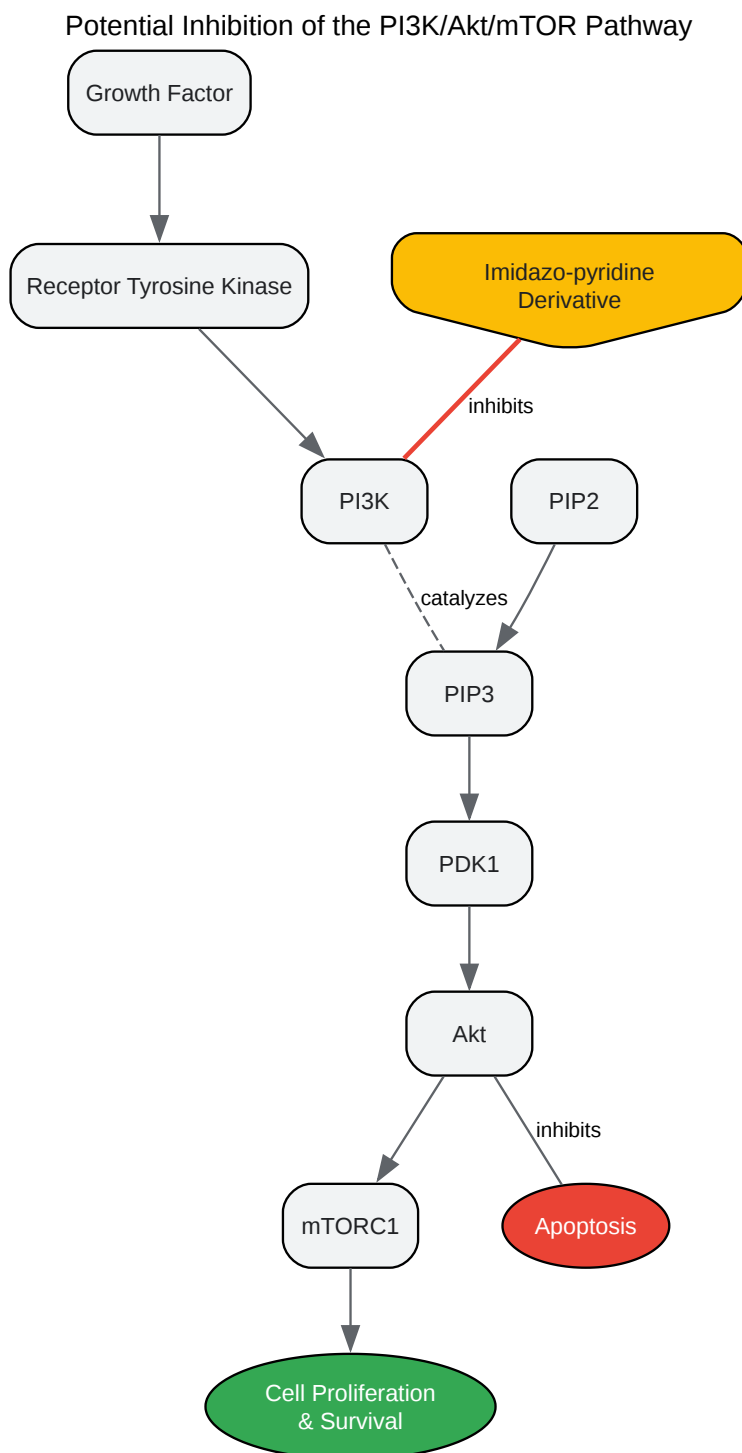 Potential Inhibition of the PI3K/Akt/mTOR Pathway
Growth Factor
Receptor Tyrosine Kinase
Imidazo-pyridine
Derivative
inhibits
PI3K
PIP2
catalyzes
PIP3
PDK1
Akt
inhibits
mTORC1
Apoptosis
Cell Proliferation
& Survival